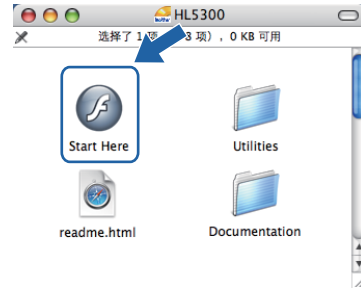 HL5300
选择了 1 项 3 项) , 0 KB 可用
Start Here
Utilities
readme.html
Documentation